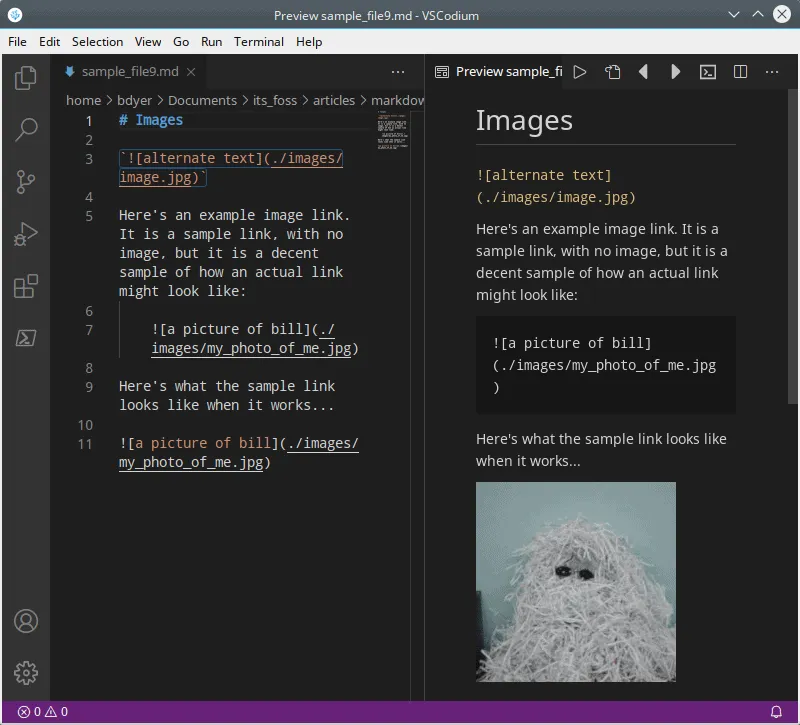 Preview sample_file9.md - VSCodium
File Edit Selection View Go Run Terminal Help
sample_file9.md
home > bdyer > Documents > its_foss > articles > markdow
1 # Images
2
3 `![alternate text](./images/
image.jpg)`
4
5 Here's an example image link.
It is a sample link, with no
image, but it is a decent
sample of how an actual link
might look like:
6
7 ![a picture of bill](./
images/my_photo_of_me.jpg)
8
9 Here's what the sample link
looks like when it works...
10
11 ![a picture of bill](./images/
my_photo_of_me.jpg)
Preview sample_fi
Images
![alternate text]
(./images/image.jpg)
Here's an example image link. It is a
sample link, with no image, but it is a
decent sample of how an actual link
might look like:
![a picture of bill]
(./images/my_photo_of_me.jpg
)
Here's what the sample link looks like
when it works...
0 0